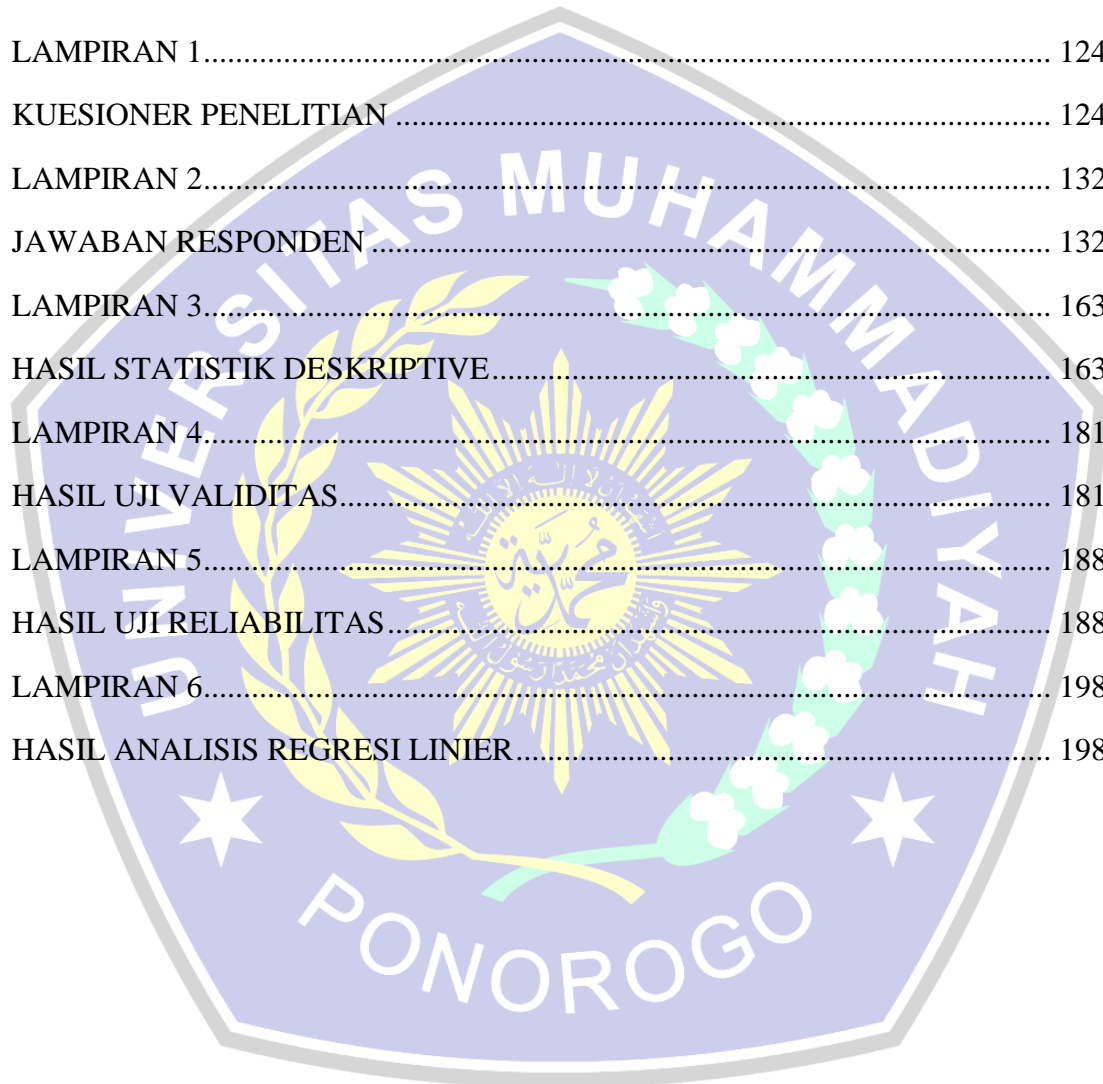 LAMPIRAN 1 ........................................................................ 124
KUESIONER PENELITIAN ........................................................................ 124
LAMPIRAN 2 ........................................................................ 132
JAWABAN RESPONDEN ........................................................................ 132
LAMPIRAN 3 ........................................................................ 163
HASIL STATISTIK DESKRIPTIVE ........................................................................ 163
LAMPIRAN 4 ........................................................................ 181
HASIL UJI VALIDITAS ........................................................................ 181
LAMPIRAN 5 ........................................................................ 188
HASIL UJI RELIABILITAS ........................................................................ 188
LAMPIRAN 6 ........................................................................ 198
HASIL ANALISIS REGRESI LINIER ........................................................................ 198
UNIVERSITAS MUHAMMADIYAH
PONOROGO